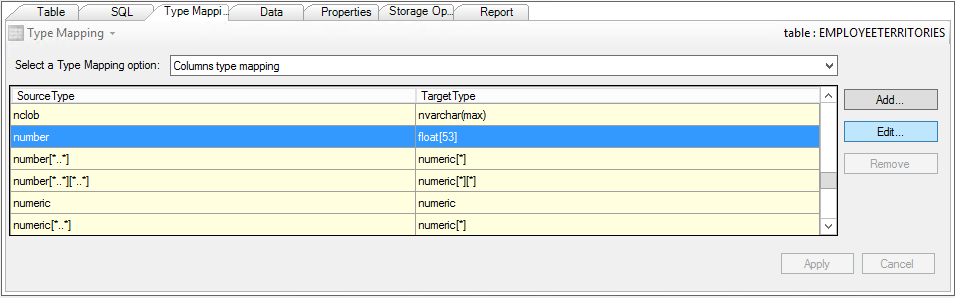 Table SQL Type Mappi... Data Properties Storage Op... Report
Type Mapping table : EMPLOYEETERRITORIES
Select a Type Mapping option: Columns type mapping
SourceType TargetType
nclob nvarchar(max)
Add...
number float[53]
Edit...
number[*..*] numeric[*]
Remove
number[*..*][*..*] numeric[*][*]
numeric numeric
numeric[*..*] numeric[*]
Apply Cancel